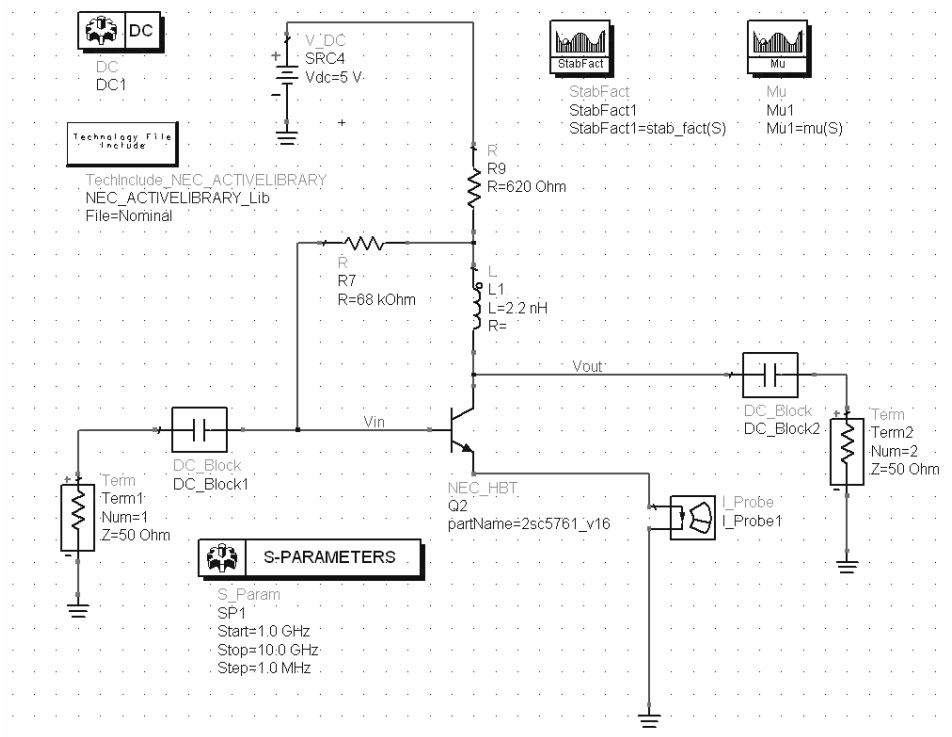 DC
DC
DC1
V_DC
SRC4
Vdc=5 V
StabFact
StabFact
StabFact1
StabFact1=stab_fact(S)
Mu
Mu
Mu1
Mu1=mu(S)
Technology File
Include
TechInclude_NEC_ACTIVELIBRARY
NEC_ACTIVELIBRARY_Lib
File=Nominal
R
R9
R=620 Ohm
R
R7
R=68 kOhm
L
L1
L=2.2 nH
R=
Vout
DC_Block
DC_Block2
Term
Term2
Num=2
Z=50 Ohm
Vin
DC_Block
DC_Block1
Term
Term1
Num=1
Z=50 Ohm
NEC_HBT
Q2
partName=2sc5761_v16
I_Probe
I_Probe1
S-PARAMETERS
S_Param
SP1
Start=1.0 GHz
Stop=10.0 GHz
Step=1.0 MHz